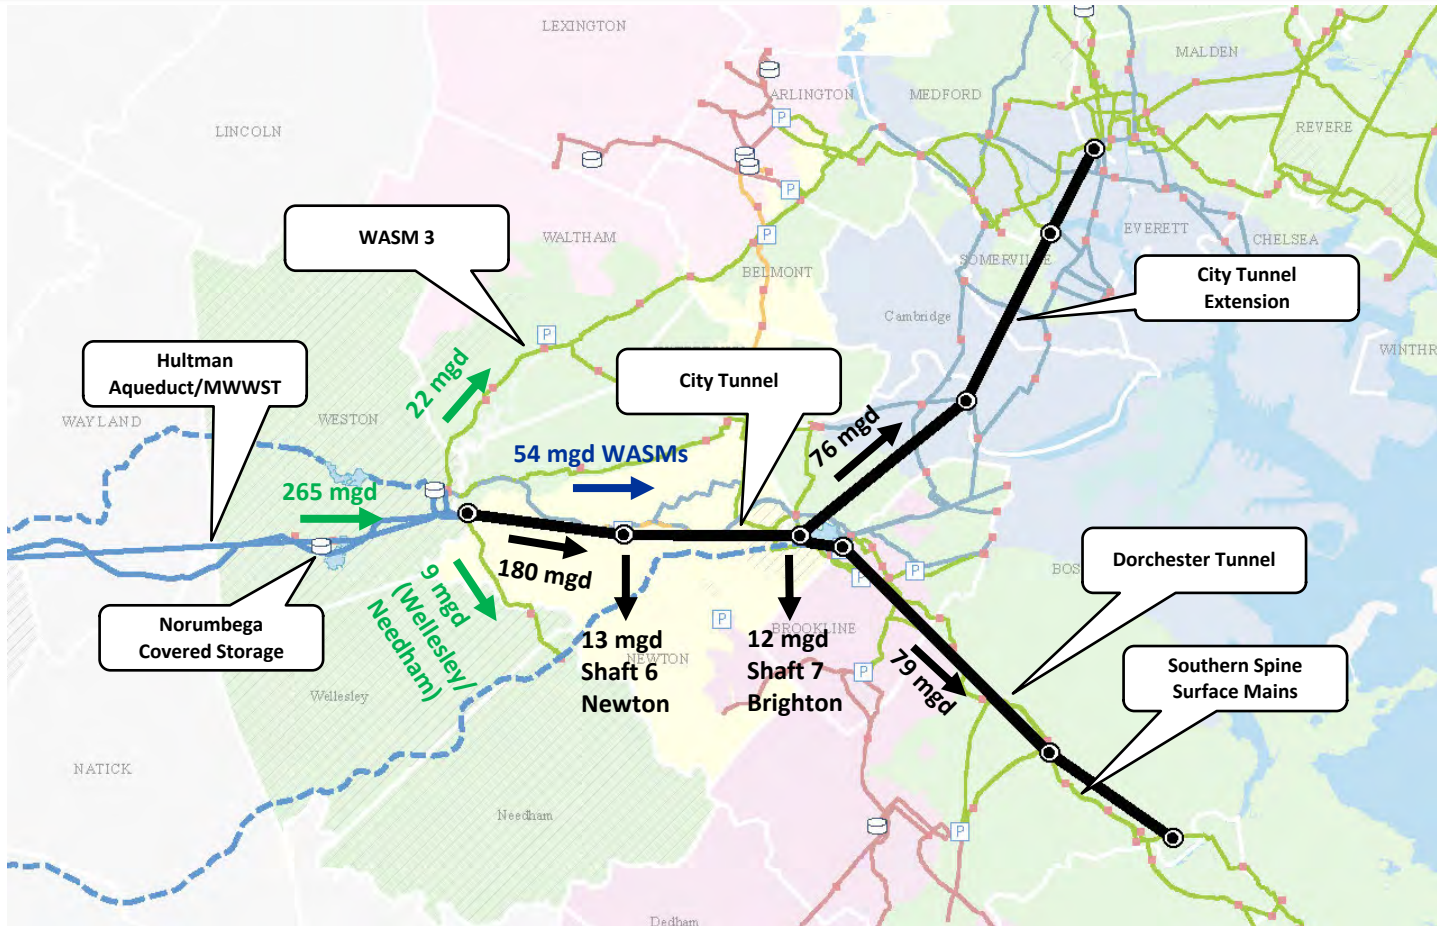 LEXINGTON
MALDEN
ARLINGTON
MEDFORD
REVERE
LINCOLN
WASM 3
WALTHAM
EVERETT
CHELSEA
SOMERVILLE
BELMONT
City Tunnel
Extension
Cambridge
WINTHR
Hultman
Aqueduct/MWWST
City Tunnel
22 mgd
WAYLAND
WESTON
76 mgd
54 mgd WASMs
265 mgd
180 mgd
9 mgd
(Wellesley/
Needham)
BOS
Dorchester Tunnel
Norumbega
Covered Storage
13 mgd
Shaft 6
Newton
NEWTON
12 mgd
Shaft 7
Brighton
BROOKLINE
79 mgd
Southern Spine
Surface Mains
Wellesley
NATICK
Needham
Dedham
P
P
P
P
P
P
P
P
P